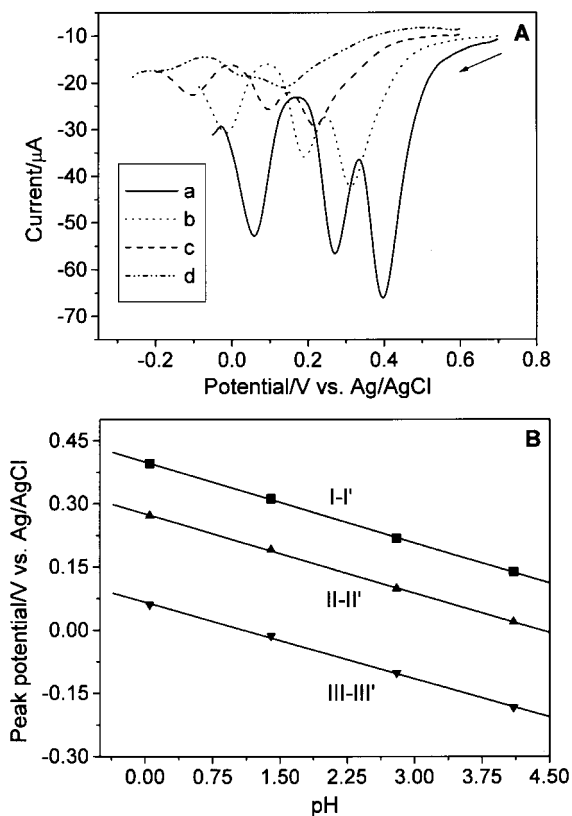 A
-10
-20
-30
-40
-50
-60
-70
Current/μA
a
b
c
d
-0.2 0.0 0.2 0.4 0.6 0.8
Potential/V vs. Ag/AgCl
B
0.45
0.30
0.15
0.00
-0.15
-0.30
Peak potential/V vs. Ag/AgCl
I-I'
II-II'
III-III'
0.00 0.75 1.50 2.25 3.00 3.75 4.50
pH